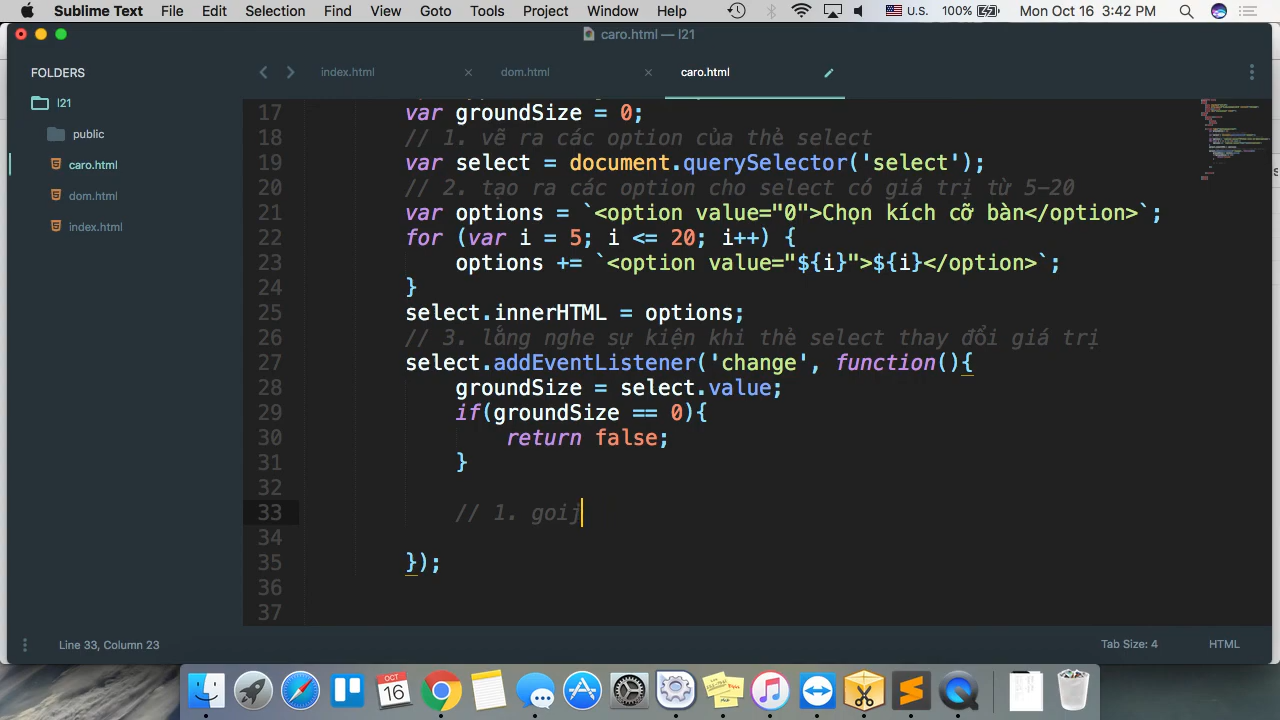 Sublime Text File Edit Selection Find View Goto Tools Project Window Help U.S. 100% Mon Oct 16 3:42 PM
caro.html — l21
FOLDERS
l21
public
caro.html
dom.html
index.html
index.html dom.html caro.html
17 var groundSize = 0;
18 // 1. vẽ ra các option của thẻ select
19 var select = document.querySelector('select');
20 // 2. tạo ra các option cho select có giá trị từ 5-20
21 var options = `<option value="0">Chọn kích cỡ bàn</option>`;
22 for (var i = 5; i <= 20; i++) {
23 options += `<option value="${i}">${i}</option>`;
24 }
25 select.innerHTML = options;
26 // 3. lắng nghe sự kiện khi thẻ select thay đổi giá trị
27 select.addEventListener('change', function(){
28 groundSize = select.value;
29 if(groundSize == 0){
30 return false;
31 }
32
33 // 1. goij
34
35 });
36
37
Line 33, Column 23 Tab Size: 4 HTML
OCT
16